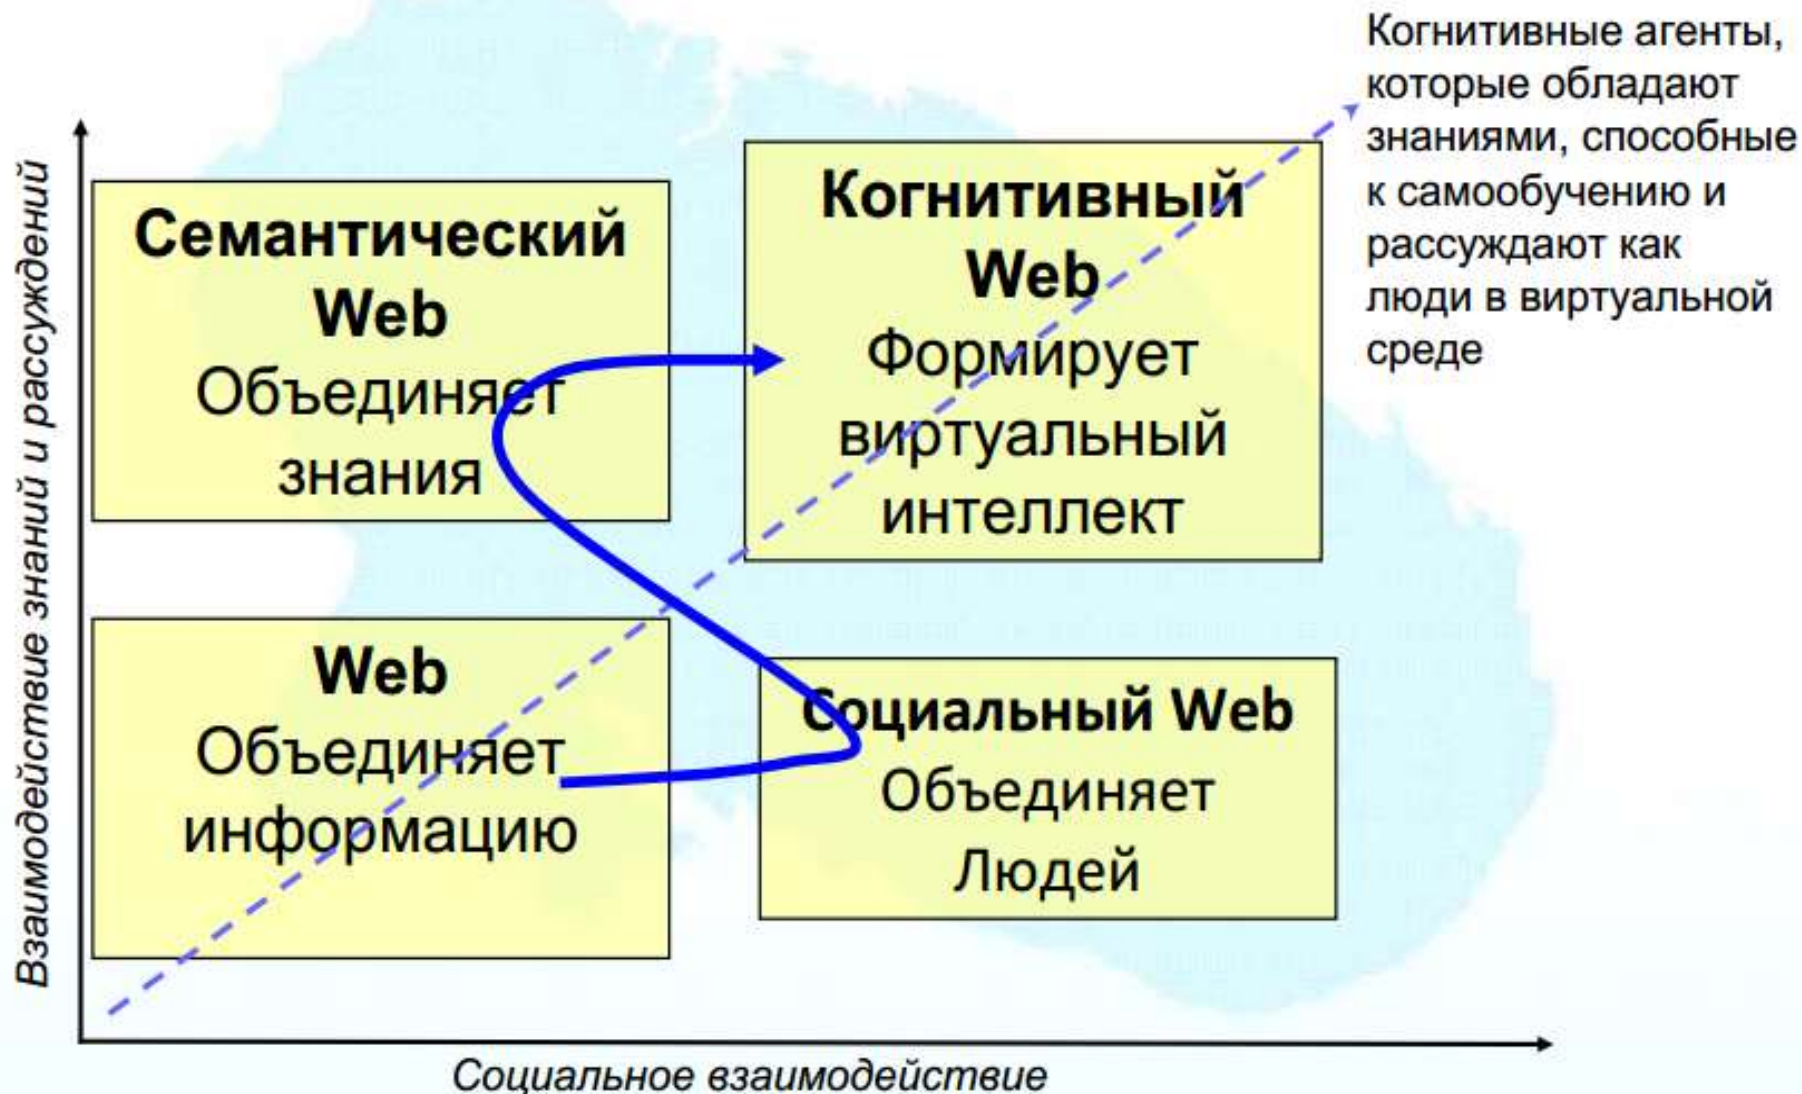 Когнитивные агенты,
которые обладают
знаниями, способные
к самообучению и
рассуждают как
люди в виртуальной
среде
Взаимодействие знаний и рассуждений
Семантический
Web
Объединяет
знания
Когнитивный
Web
Формирует
виртуальный
интеллект
Web
Объединяет
информацию
Социальный Web
Объединяет
Людей
Социальное взаимодействие